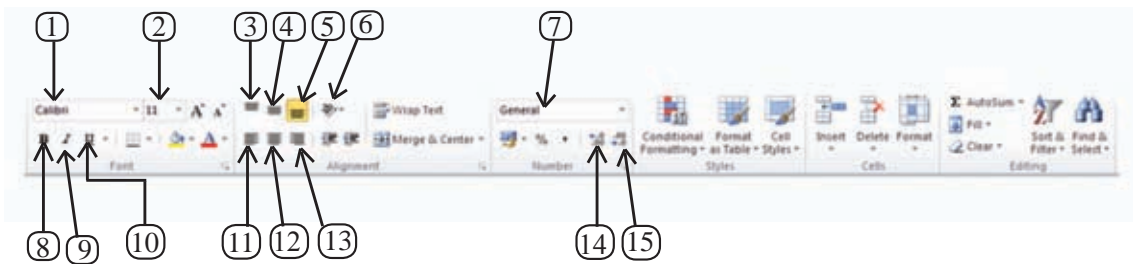 1 2 3 4 5 6 7
Calibri 11 A A Wrap Text General Σ AutoSum
B I U Merge & Center % Conditional Formatting Format as Table Cell Styles Insert Delete Format Fill Clear Sort & Filter Find & Select
Font Alignment Number Styles Cells Editing
8 9 10 11 12 13 14 15